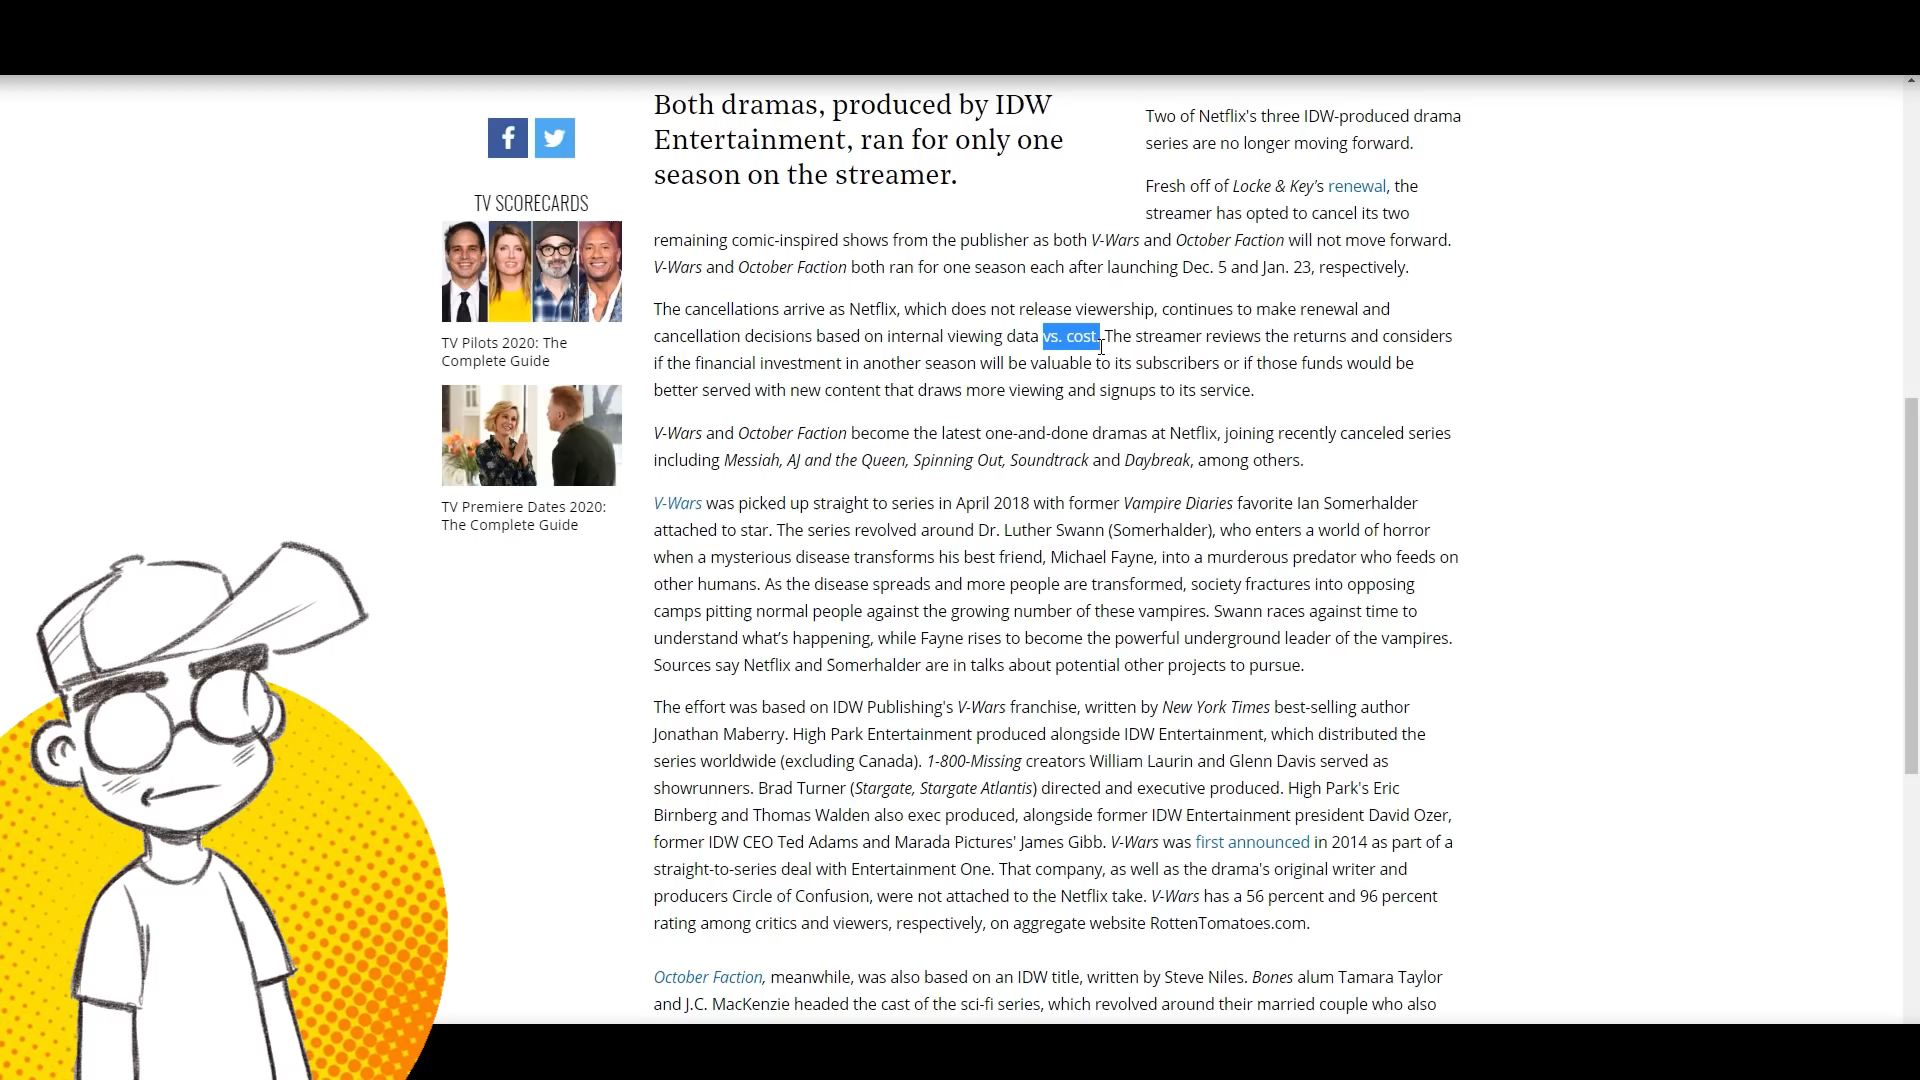 Both dramas, produced by IDW
Entertainment, ran for only one
season on the streamer.
Two of Netflix's three IDW-produced drama
series are no longer moving forward.
Fresh off of Locke & Key's renewal, the
streamer has opted to cancel its two
remaining comic-inspired shows from the publisher as both V-Wars and October Faction will not move forward.
V-Wars and October Faction both ran for one season each after launching Dec. 5 and Jan. 23, respectively.
The cancellations arrive as Netflix, which does not release viewership, continues to make renewal and
cancellation decisions based on internal viewing data vs. cost. The streamer reviews the returns and considers
if the financial investment in another season will be valuable to its subscribers or if those funds would be
better served with new content that draws more viewing and signups to its service.
V-Wars and October Faction become the latest one-and-done dramas at Netflix, joining recently canceled series
including Messiah, AJ and the Queen, Spinning Out, Soundtrack and Daybreak, among others.
V-Wars was picked up straight to series in April 2018 with former Vampire Diaries favorite Ian Somerhalder
attached to star. The series revolved around Dr. Luther Swann (Somerhalder), who enters a world of horror
when a mysterious disease transforms his best friend, Michael Fayne, into a murderous predator who feeds on
other humans. As the disease spreads and more people are transformed, society fractures into opposing
camps pitting normal people against the growing number of these vampires. Swann races against time to
understand what's happening, while Fayne rises to become the powerful underground leader of the vampires.
Sources say Netflix and Somerhalder are in talks about potential other projects to pursue.
The effort was based on IDW Publishing's V-Wars franchise, written by New York Times best-selling author
Jonathan Maberry. High Park Entertainment produced alongside IDW Entertainment, which distributed the
series worldwide (excluding Canada). 1-800-Missing creators William Laurin and Glenn Davis served as
showrunners. Brad Turner (Stargate, Stargate Atlantis) directed and executive produced. High Park's Eric
Birnberg and Thomas Walden also exec produced, alongside former IDW Entertainment president David Ozer,
former IDW CEO Ted Adams and Marada Pictures' James Gibb. V-Wars was first announced in 2014 as part of a
straight-to-series deal with Entertainment One. That company, as well as the drama's original writer and
producers Circle of Confusion, were not attached to the Netflix take. V-Wars has a 56 percent and 96 percent
rating among critics and viewers, respectively, on aggregate website RottenTomatoes.com.
October Faction, meanwhile, was also based on an IDW title, written by Steve Niles. Bones alum Tamara Taylor
and J.C. MacKenzie headed the cast of the sci-fi series, which revolved around their married couple who also
TV SCORECARDS
TV Pilots 2020: The
Complete Guide
TV Premiere Dates 2020:
The Complete Guide